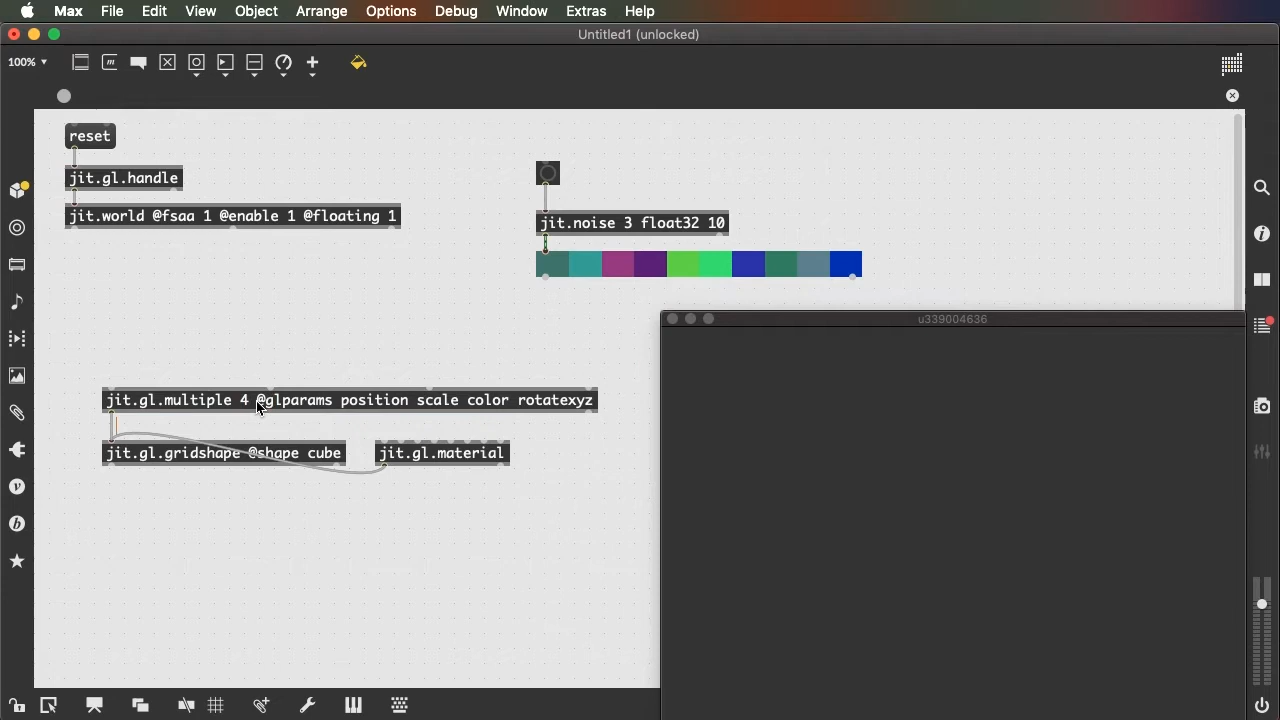 Max File Edit View Object Arrange Options Debug Window Extras Help
Untitled1 (unlocked)
100%
reset
jit.gl.handle
jit.world @fsaa 1 @enable 1 @floating 1
jit.noise 3 float32 10
u339004636
jit.gl.multiple 4 @glparams position scale color rotatexyz
jit.gl.gridshape @shape cube
jit.gl.material